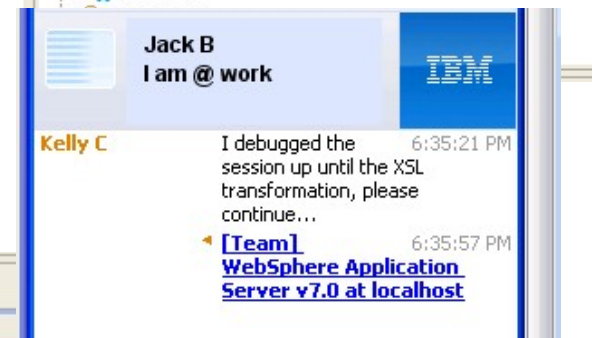 Jack B
I am @ work
IBM
Kelly C I debugged the 6:35:21 PM
session up until the XSL
transformation, please
continue...
[Team] 6:35:57 PM
WebSphere Application
Server v7.0 at localhost